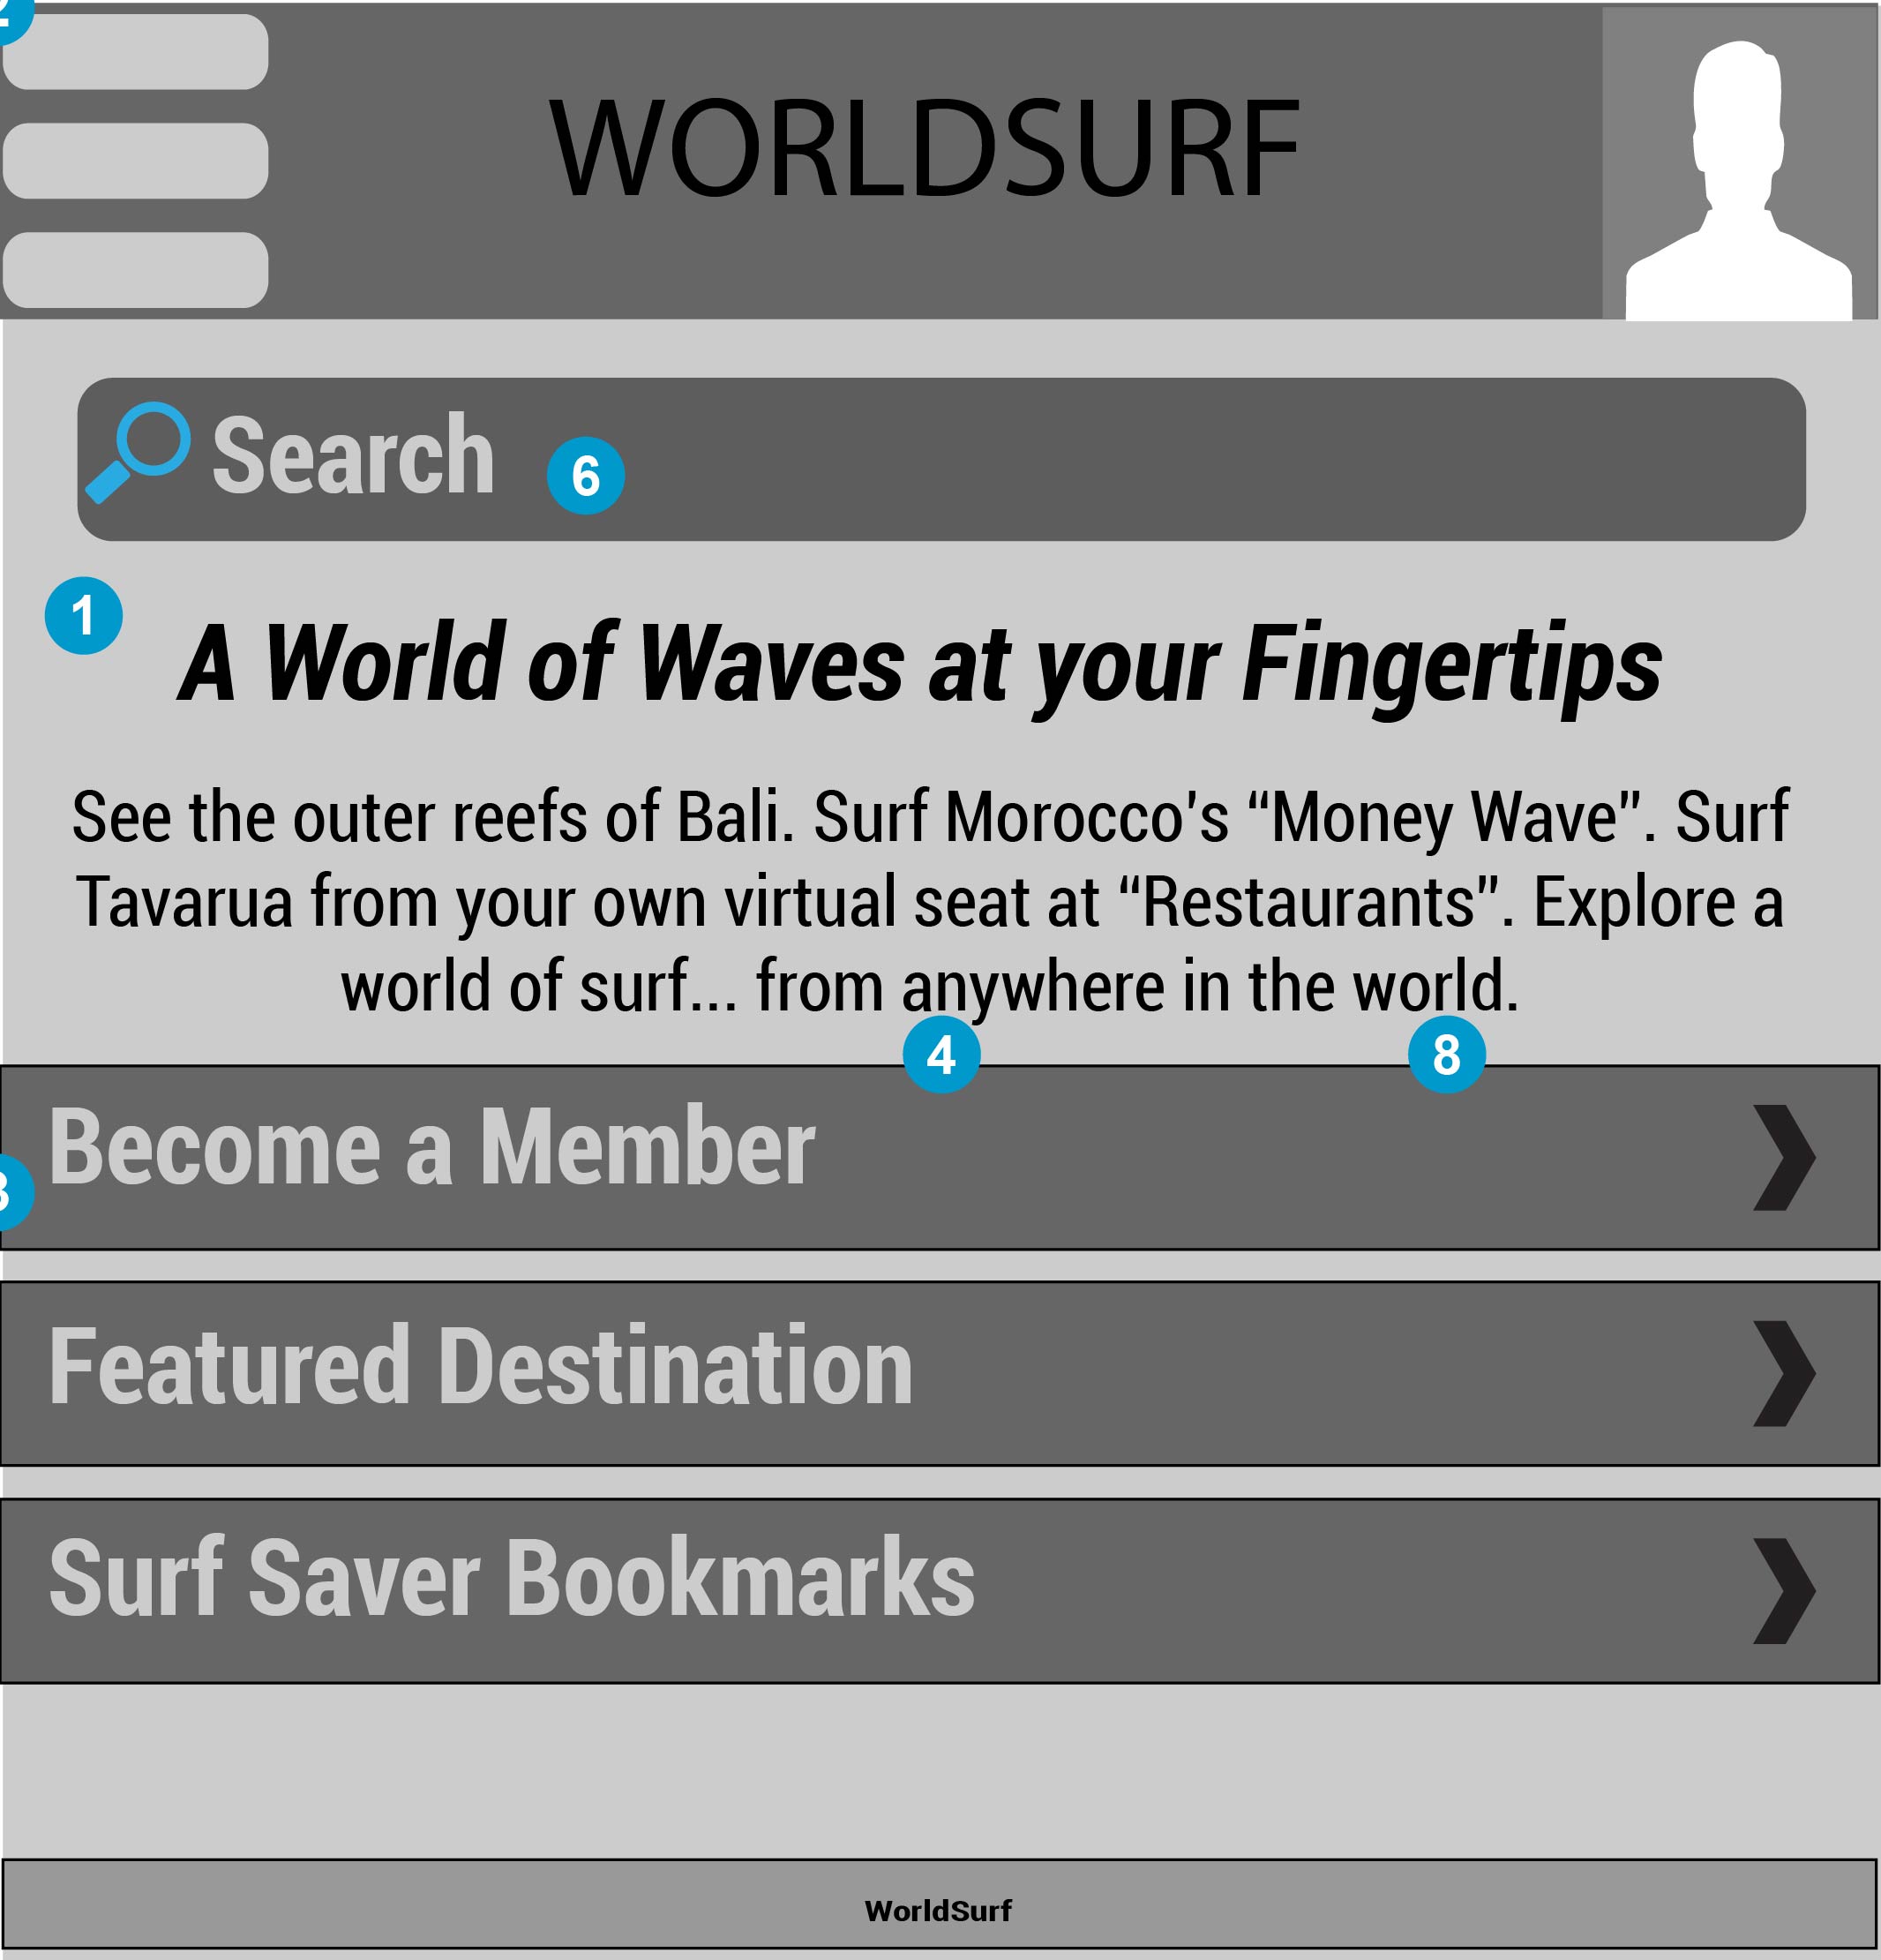 2
WORLDSURF
Search
6
1
A World of Waves at your Fingertips
See the outer reefs of Bali. Surf Morocco’s “Money Wave”. Surf
Tavarua from your own virtual seat at “Restaurants”. Explore a
world of surf... from anywhere in the world.
4
8
Become a Member
3
Featured Destination
Surf Saver Bookmarks
WorldSurf